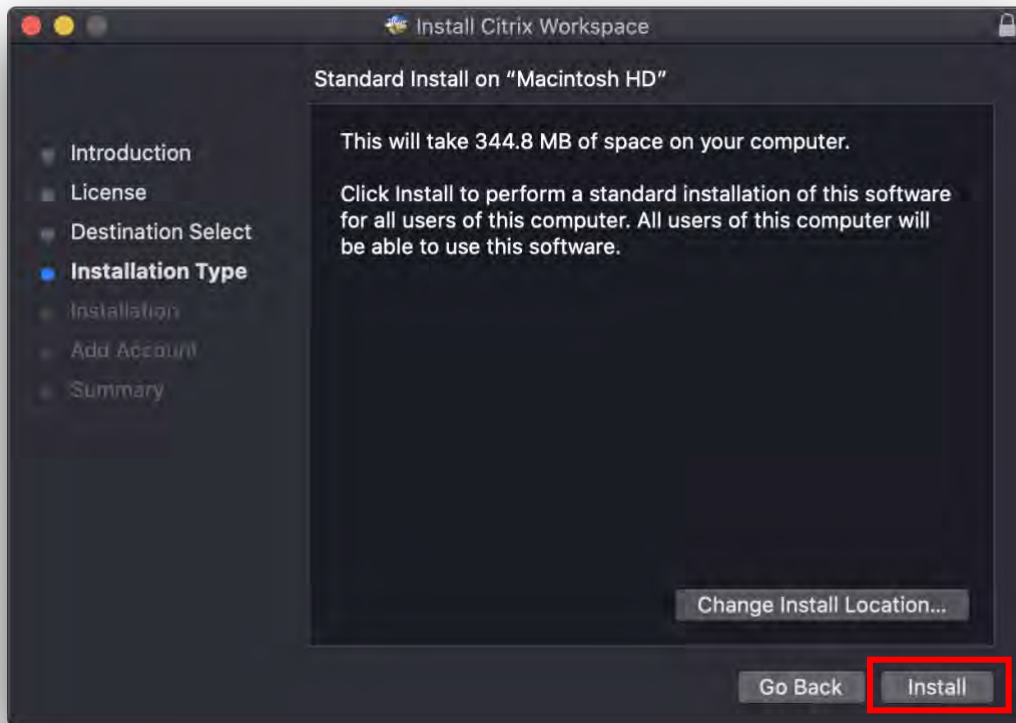 Install Citrix Workspace
Standard Install on “Macintosh HD”
Introduction
License
Destination Select
Installation Type
Installation
Add Account
Summary
This will take 344.8 MB of space on your computer.
Click Install to perform a standard installation of this software
for all users of this computer. All users of this computer will
be able to use this software.
Change Install Location...
Go Back
Install